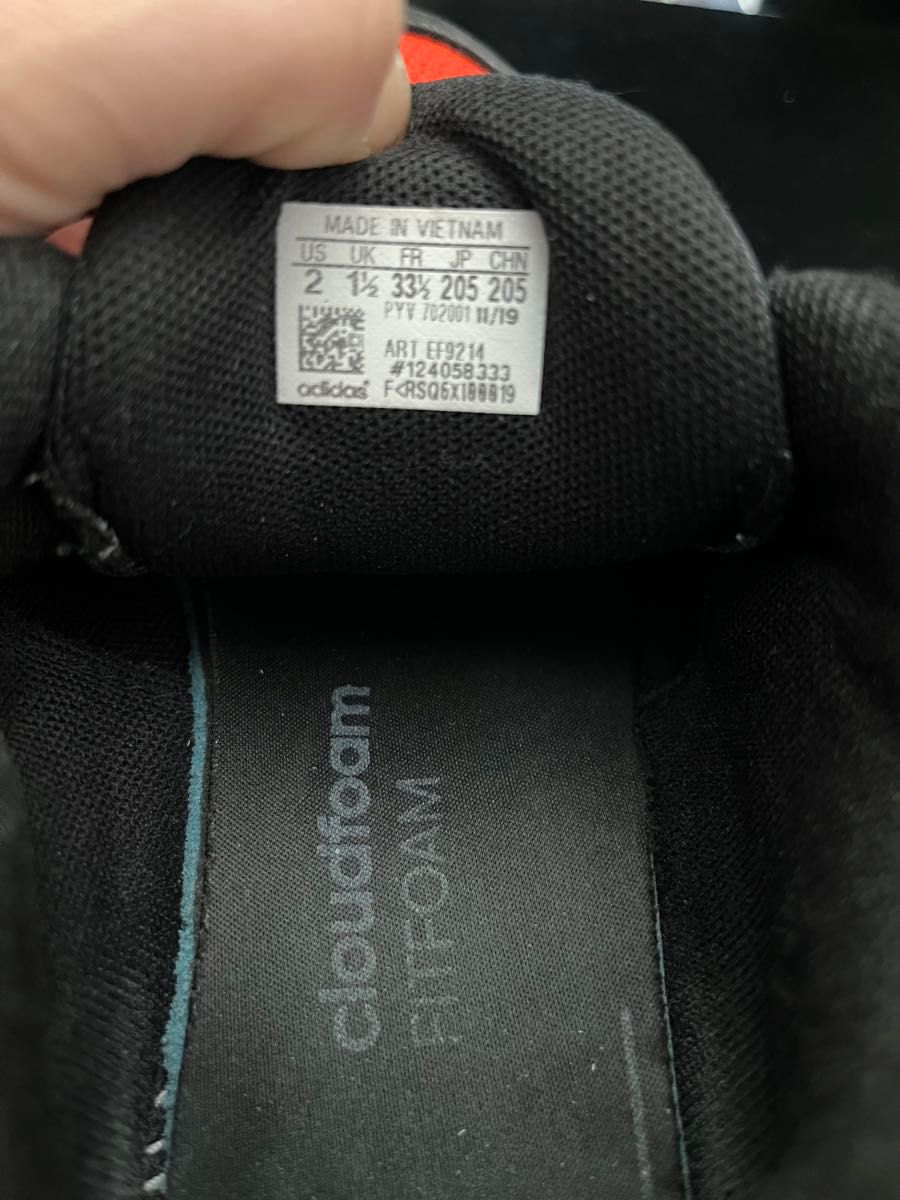 MADE IN VIETNAM
US UK FR JP CHN
2 1½ 33½ 205 205
PYV 702001 11/19
ART EF9214
#124058333
adidas
cloudfoam
FITFOAM